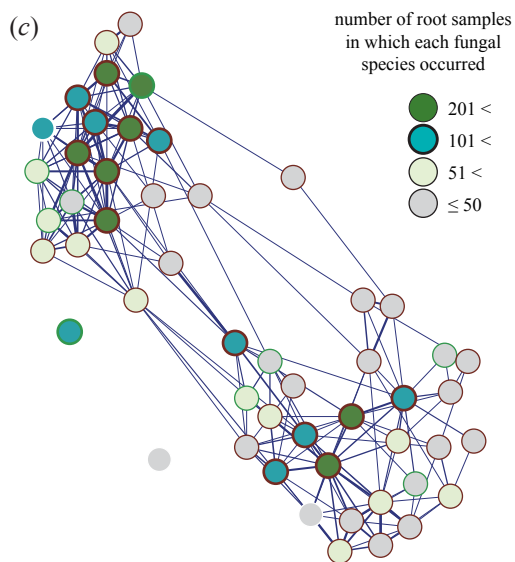 (c)
number of root samples
in which each fungal
species occurred
201 <
101 <
51 <
≤ 50